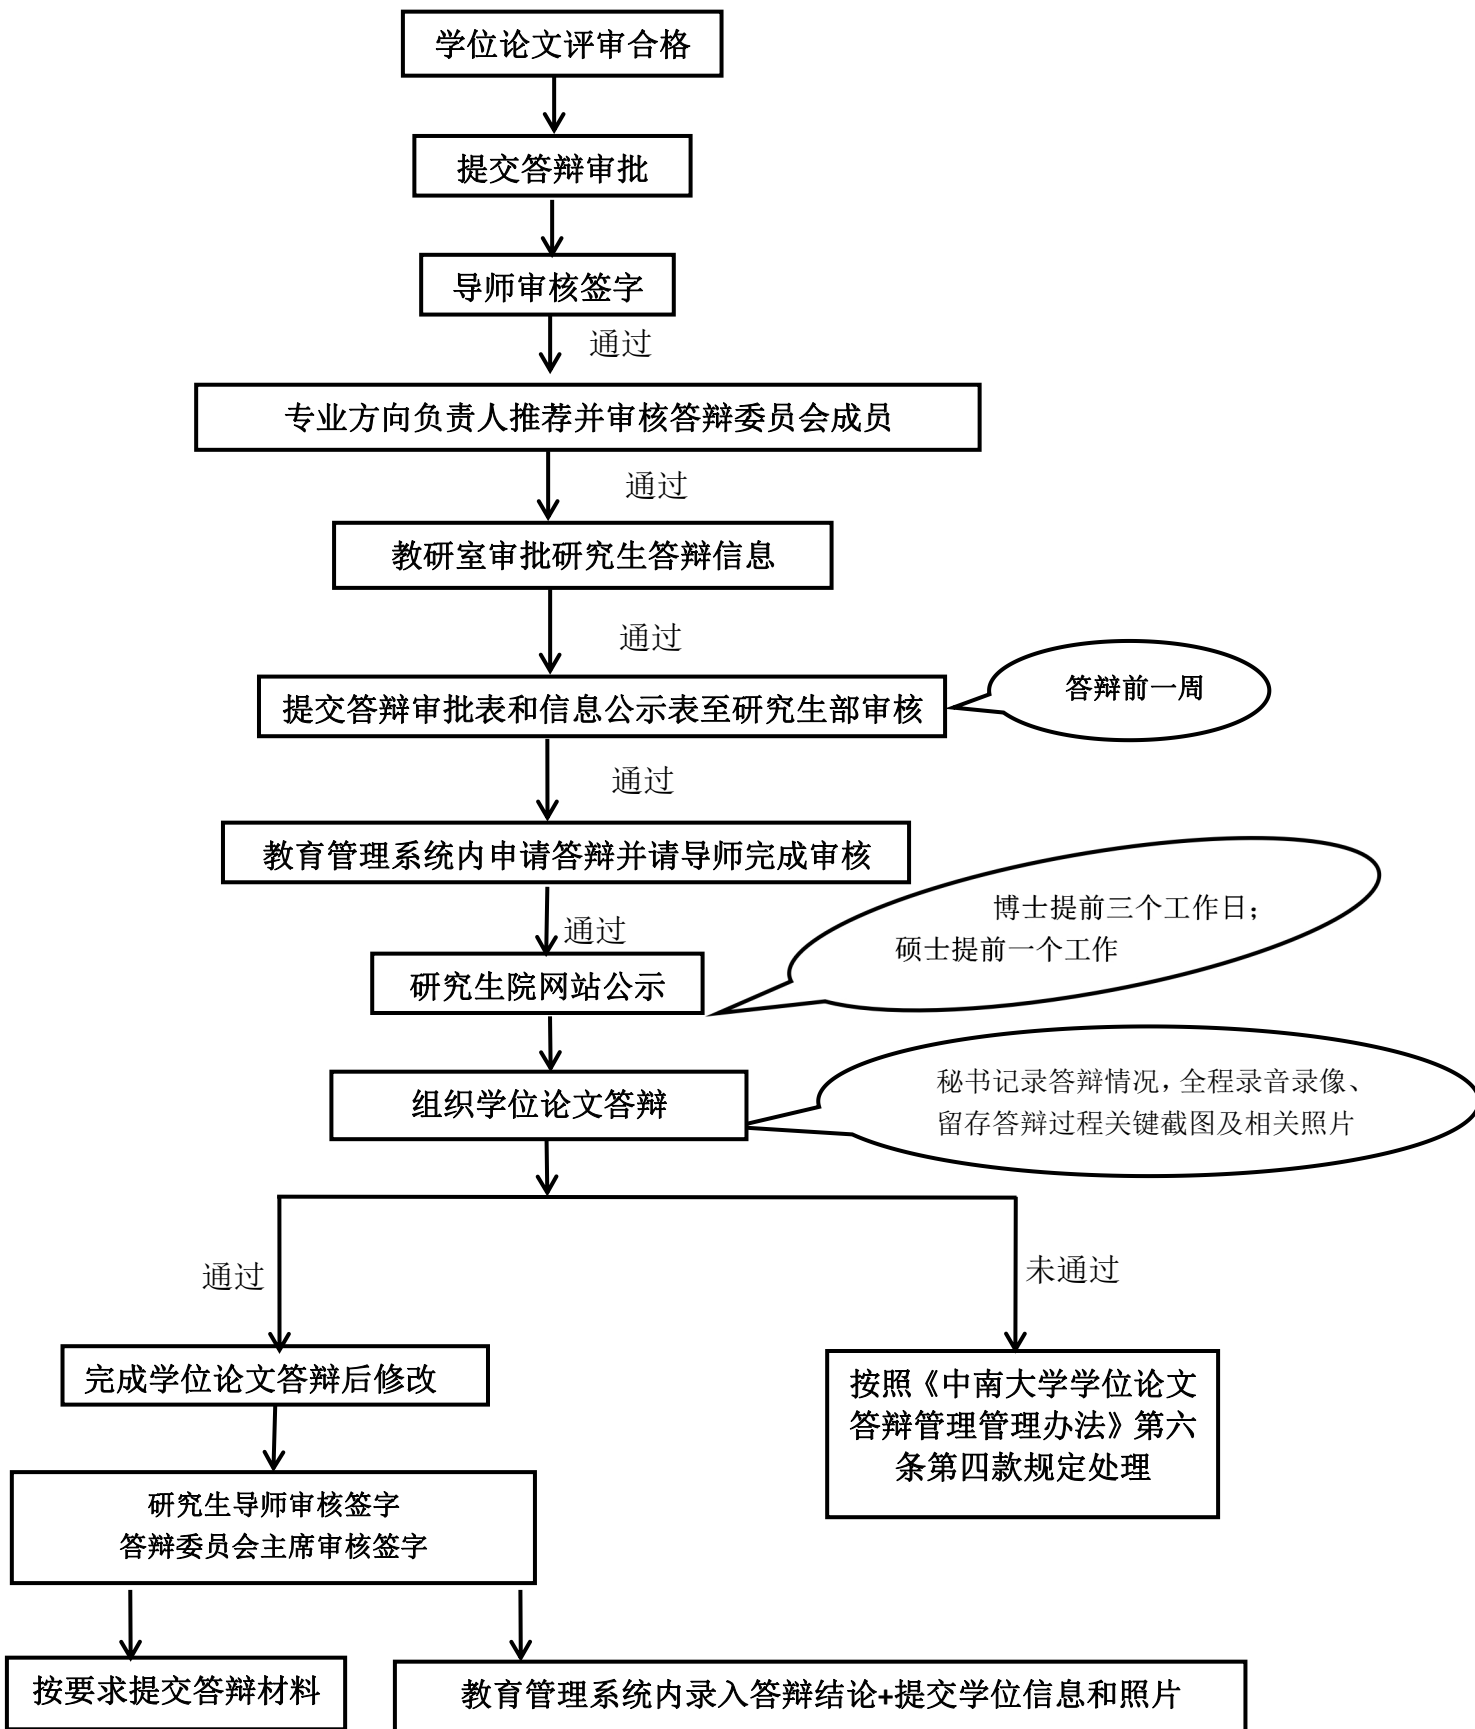 学位论文评审合格
提交答辩审批
导师审核签字
通过
专业方向负责人推荐并审核答辩委员会成员
通过
教研室审批研究生答辩信息
通过
答辩前一周
提交答辩审批表和信息公示表至研究生部审核
通过
教育管理系统内申请答辩并请导师完成审核
博士提前三个工作日；
通过
硕士提前一个工作
研究生院网站公示
秘书记录答辩情况，全程录音录像、
组织学位论文答辩
留存答辩过程关键截图及相关照片
通过
未通过
完成学位论文答辩后修改
按照《中南大学学位论文
答辩管理管理办法》第六
条第四款规定处理
研究生导师审核签字
答辩委员会主席审核签字
按要求提交答辩材料
教育管理系统内录入答辩结论+提交学位信息和照片